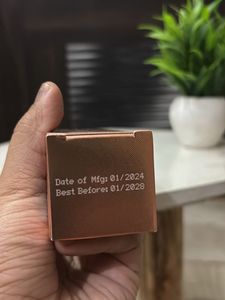 Date of Mfg: 01/2024
Best Before: 01/2028